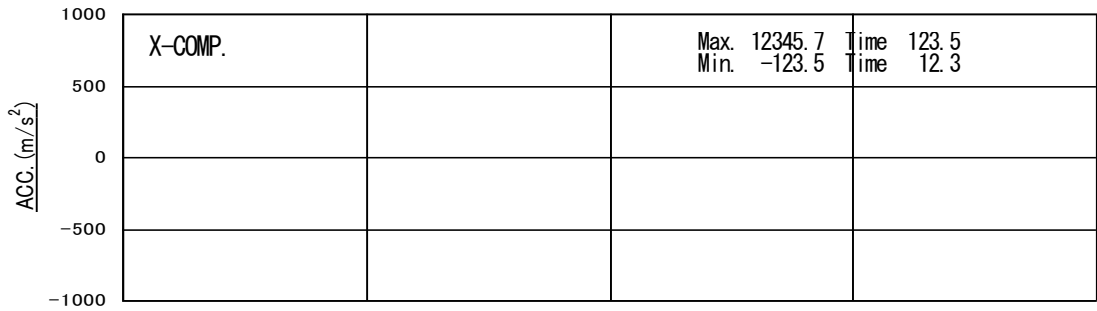 1000
X-COMP.
Max. 12345.7 Time 123.5
Min. -123.5 Time 12.3
500
ACC. (m/s²)
0
-500
-1000